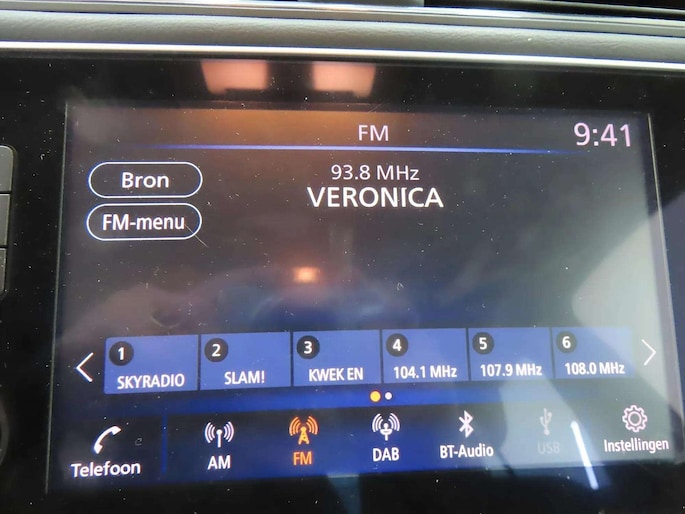 FM
9:41
Bron
93.8 MHz
VERONICA
FM-menu
1
SKYRADIO
2
SLAM!
3
KWEK EN
4
104.1 MHz
5
107.9 MHz
6
108.0 MHz
Telefoon
AM
FM
DAB
BT-Audio
USB
Instellingen